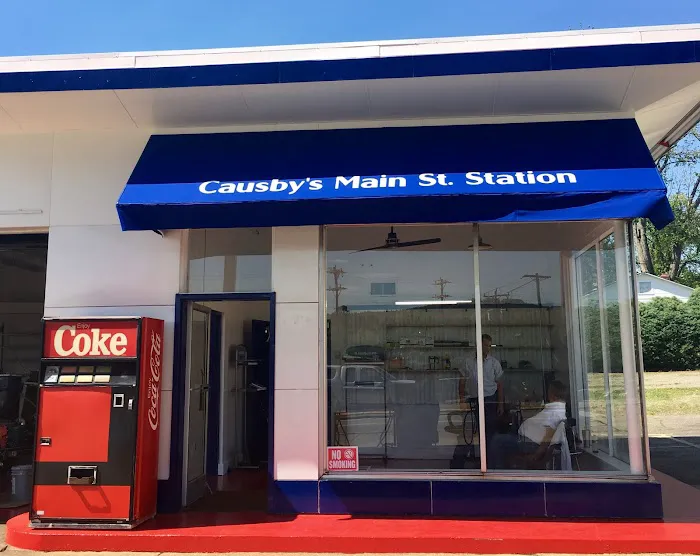 Causby's Main St. Station
Enjoy
Coke
Coca-Cola
NO
SMOKING